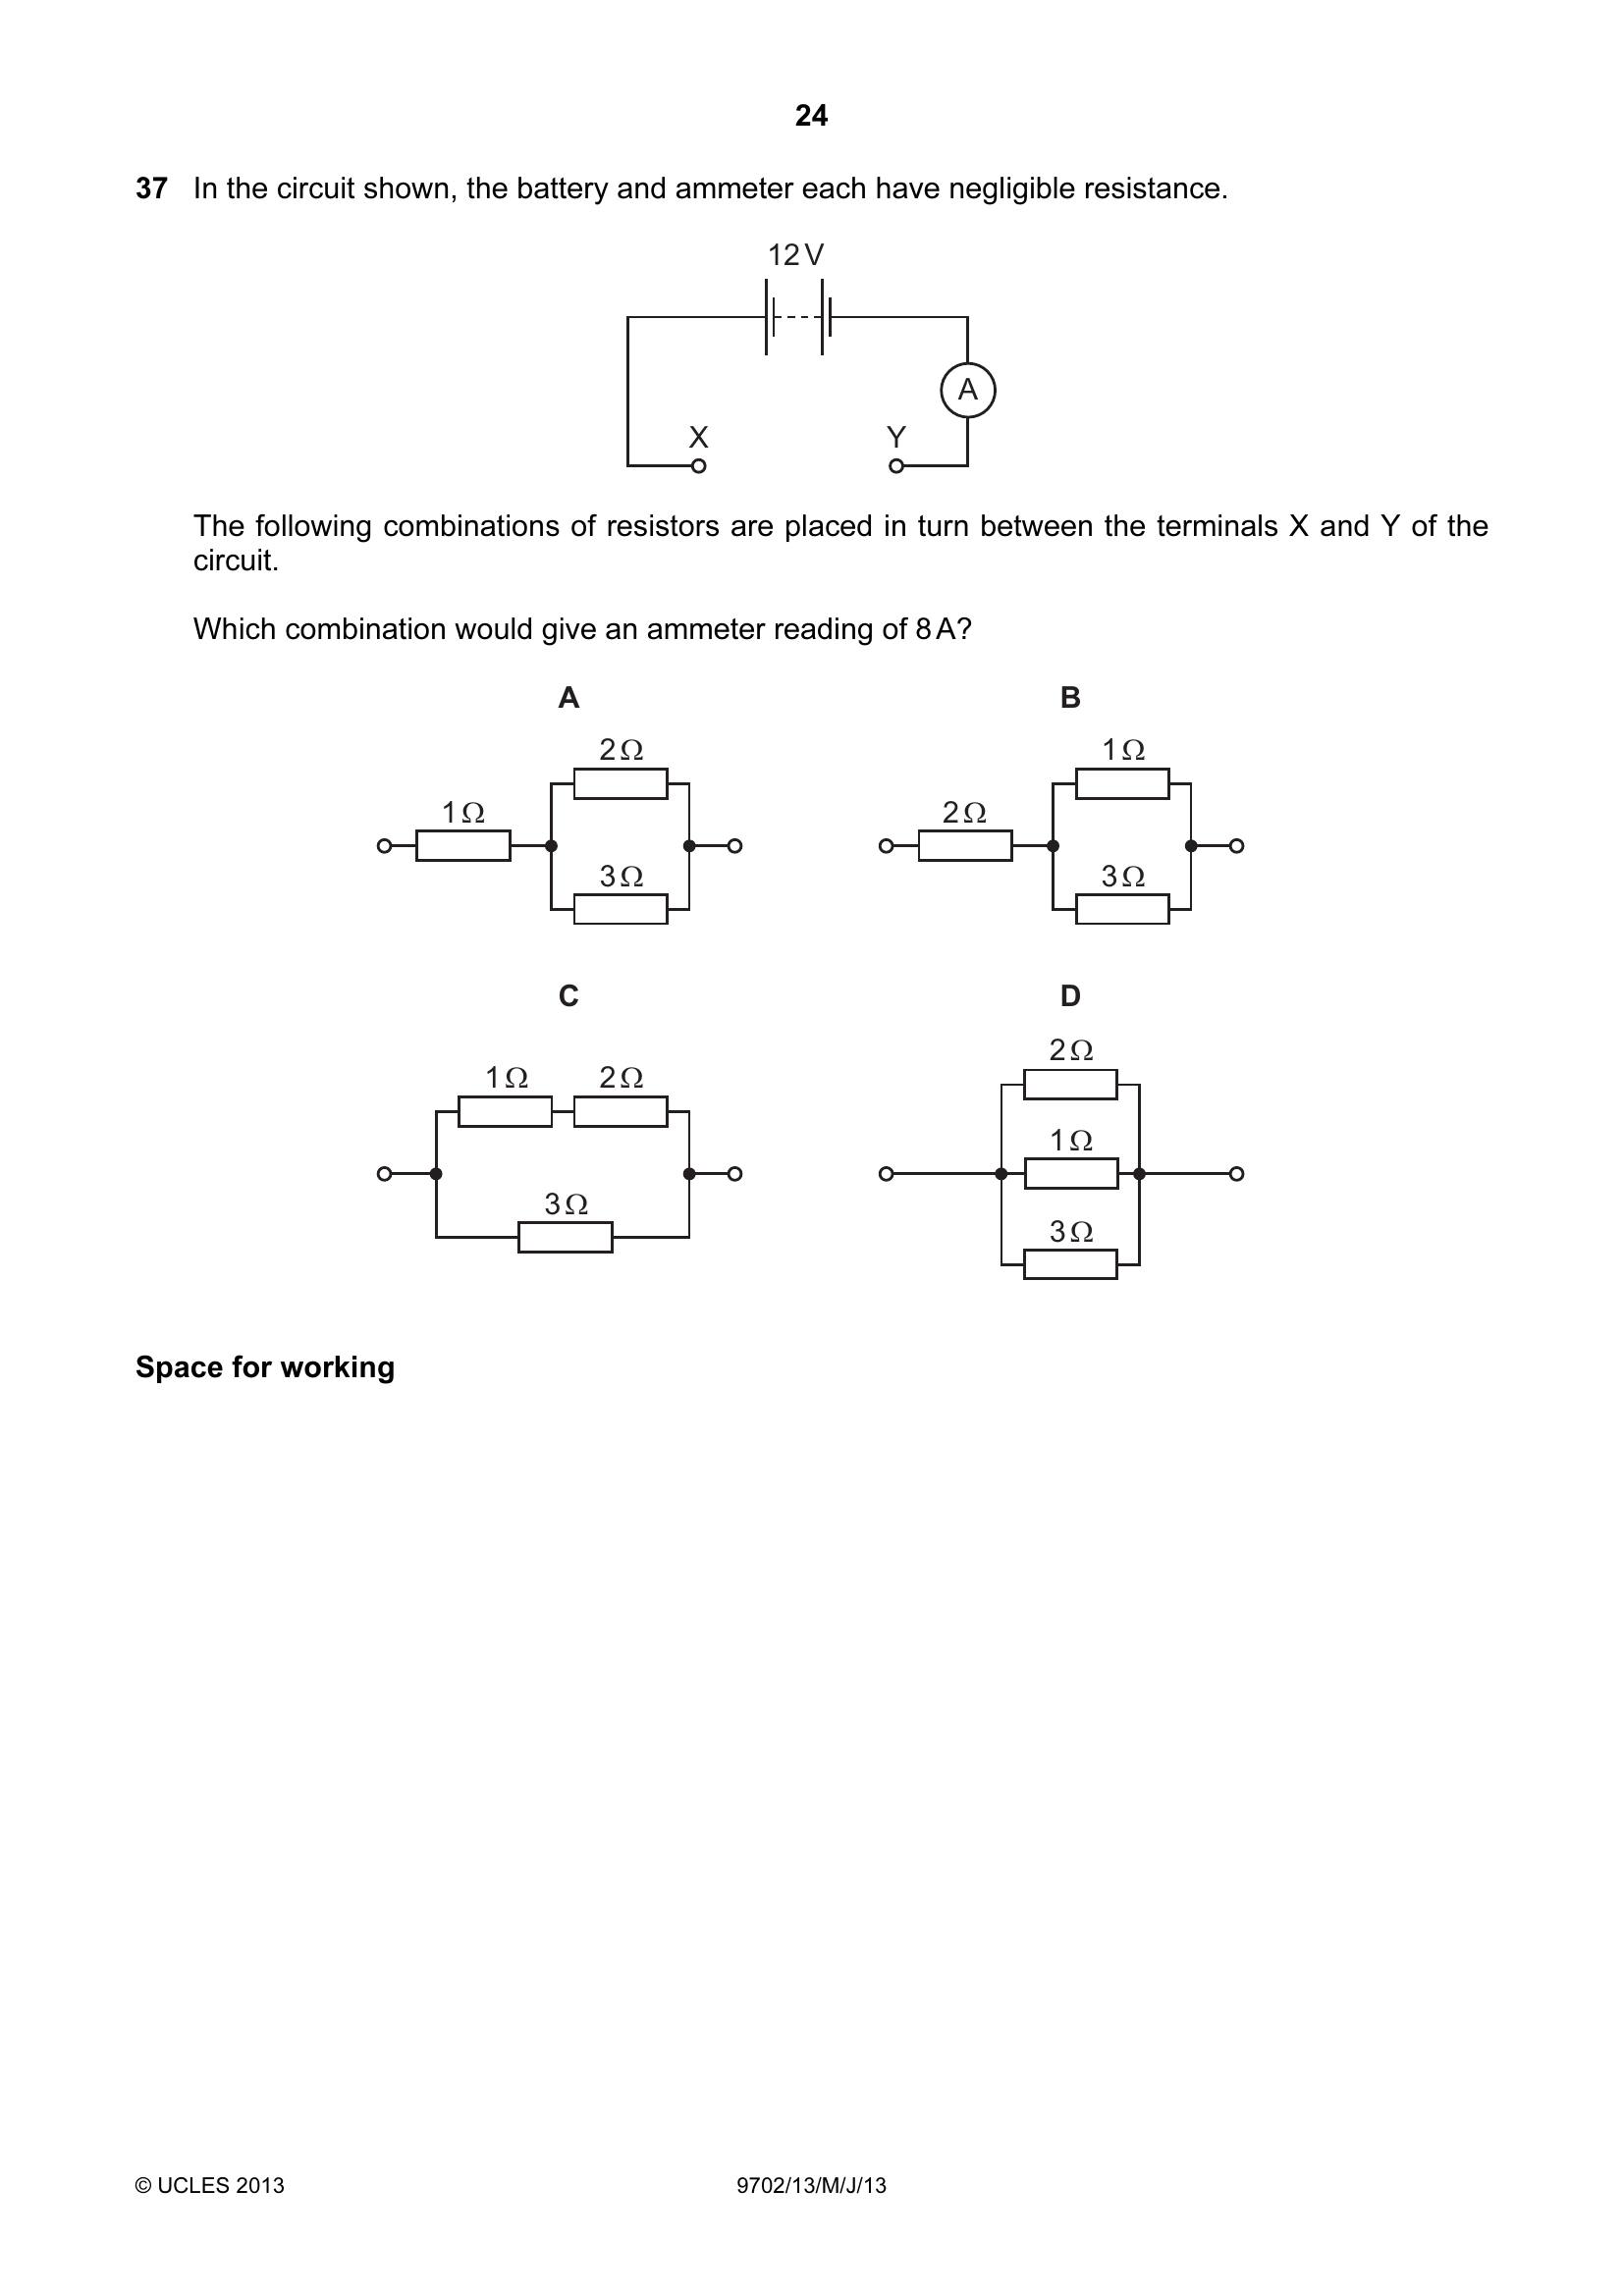 24
37 In the circuit shown, the battery and ammeter each have negligible resistance.
12 V
A
X Y
The following combinations of resistors are placed in turn between the terminals X and Y of the
circuit.
Which combination would give an ammeter reading of 8 A?
A
2 Ω
1 Ω
3 Ω
B
1 Ω
2 Ω
3 Ω
C
1 Ω 2 Ω
3 Ω
D
2 Ω
1 Ω
3 Ω
Space for working
© UCLES 2013 9702/13/M/J/13